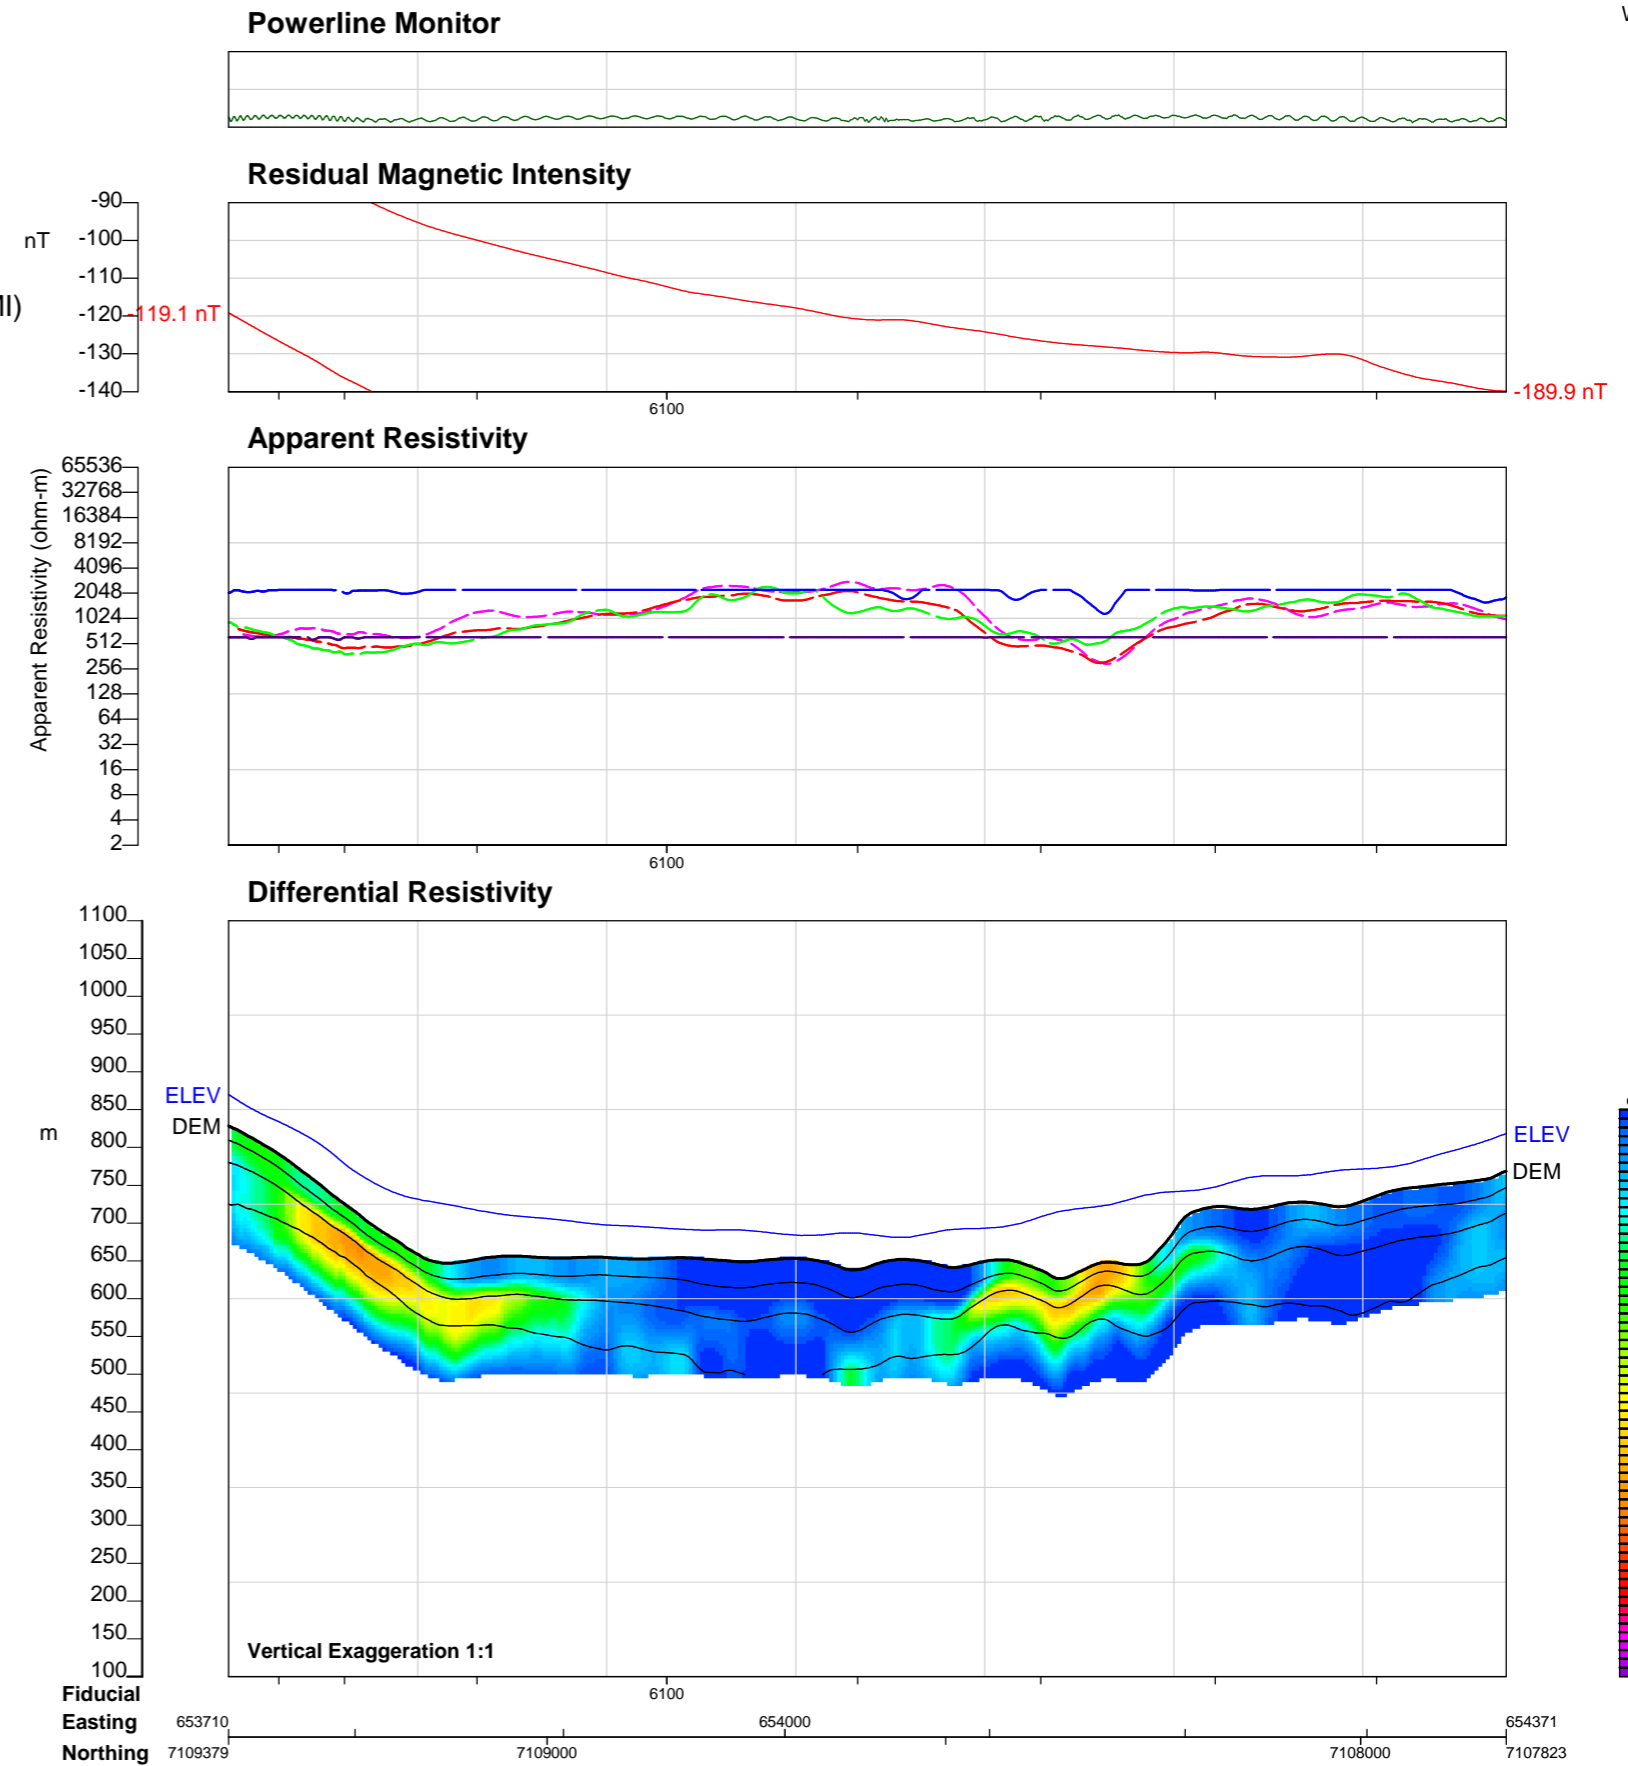 Powerline Monitor
Residual Magnetic Intensity
-90
nT
-100
-110
MI)
-120
-119.1 nT
-130
-140
-189.9 nT
6100
Apparent Resistivity
Apparent Resistivity (ohm-m)
65536
32768
16384
8192
4096
2048
1024
512
256
128
64
32
16
8
4
2
6100
Differential Resistivity
1100
1050
1000
950
900
850
800
750
700
650
600
550
500
450
400
350
300
250
200
150
100
m
ELEV
DEM
ELEV
DEM
Vertical Exaggeration 1:1
Fiducial
6100
Easting
653710
654000
654371
Northing
7109379
7109000
7108000
7107823